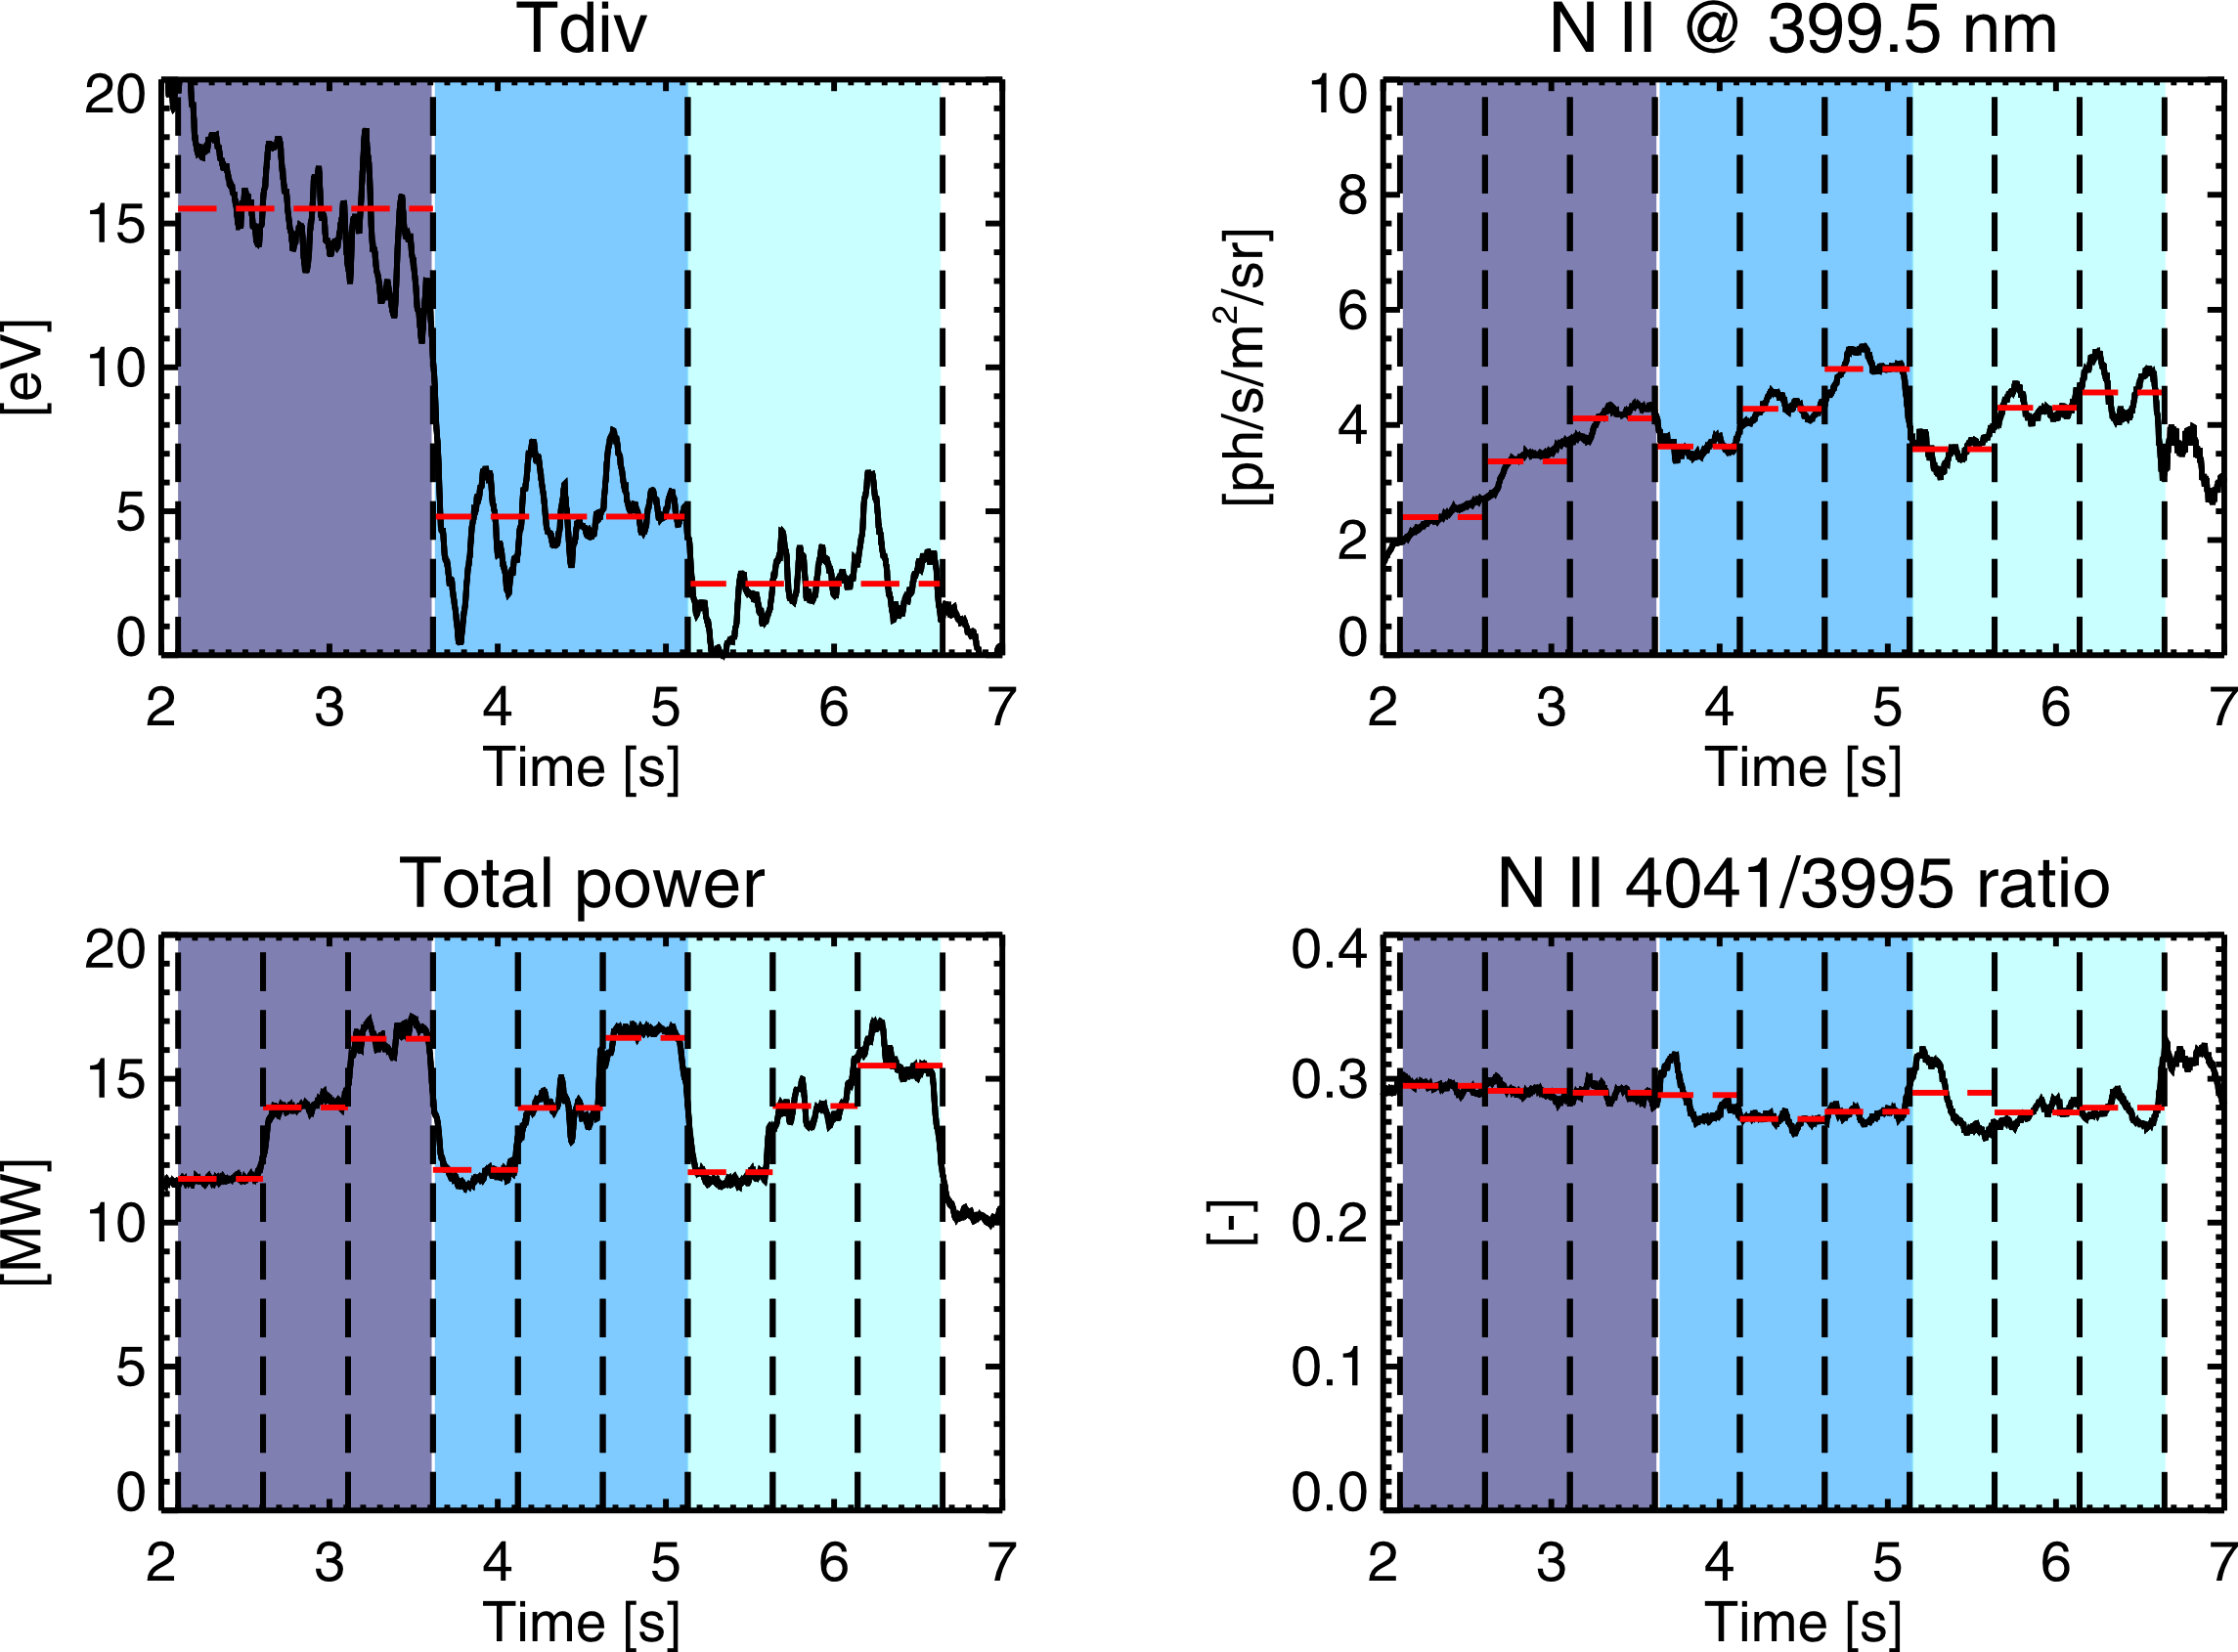 Tdiv
20
15
10
5
0
[eV]
2 3 4 5 6 7
Time [s]
N II @ 399.5 nm
10
8
6
4
2
0
[ph/s/m²/sr]
2 3 4 5 6 7
Time [s]
Total power
20
15
10
5
0
[MW]
2 3 4 5 6 7
Time [s]
N II 4041/3995 ratio
0.4
0.3
0.2
0.1
0.0
[-]
2 3 4 5 6 7
Time [s]